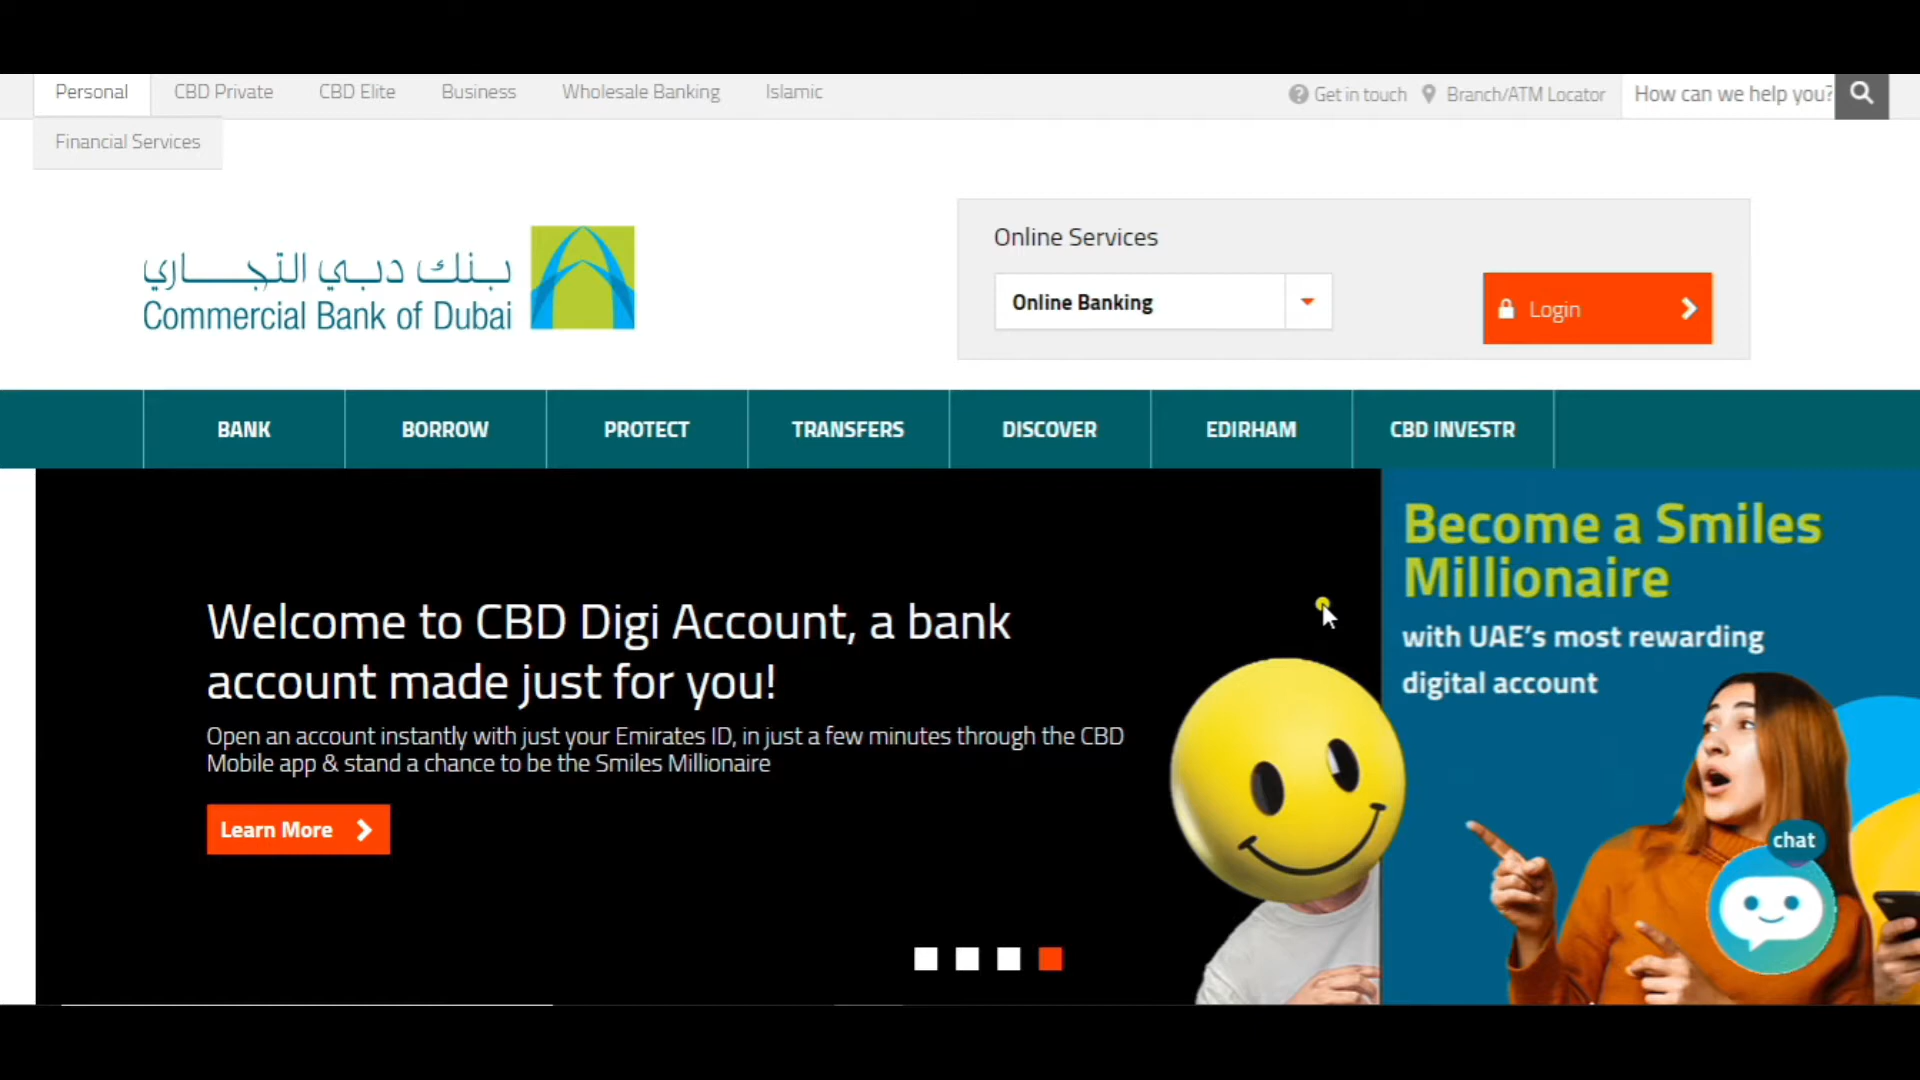 Personal
CBD Private
CBD Elite
Business
Wholesale Banking
Islamic
Get in touch
Branch/ATM Locator
How can we help you?
Financial Services
بنك دبي التجاري
Commercial Bank of Dubai
Online Services
Online Banking
Login
BANK
BORROW
PROTECT
TRANSFERS
DISCOVER
EDIRHAM
CBD INVESTR
Welcome to CBD Digi Account, a bank
account made just for you!
Open an account instantly with just your Emirates ID, in just a few minutes through the CBD
Mobile app & stand a chance to be the Smiles Millionaire
Learn More
Become a Smiles
Millionaire
with UAE's most rewarding
digital account
chat